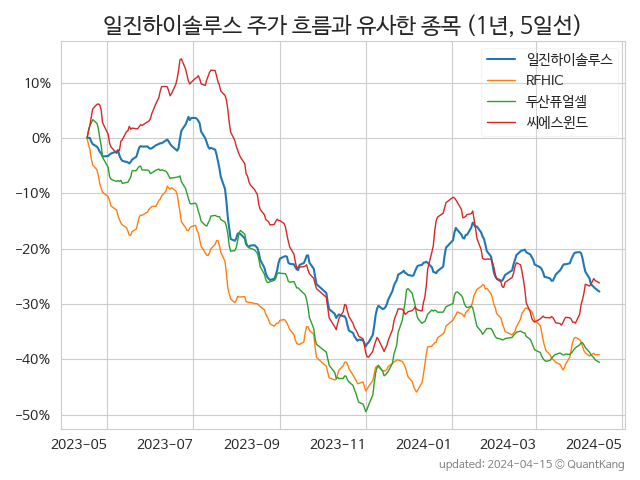 일진하이솔루스 주가 흐름과 유사한 종목 (1년, 5일선)
일진하이솔루스
RFHIC
두산퓨얼셀
씨에스윈드
10%
0%
−10%
−20%
−30%
−40%
−50%
2023-05 2023-07 2023-09 2023-11 2024-01 2024-03 2024-05
updated: 2024-04-15 © QuantKang